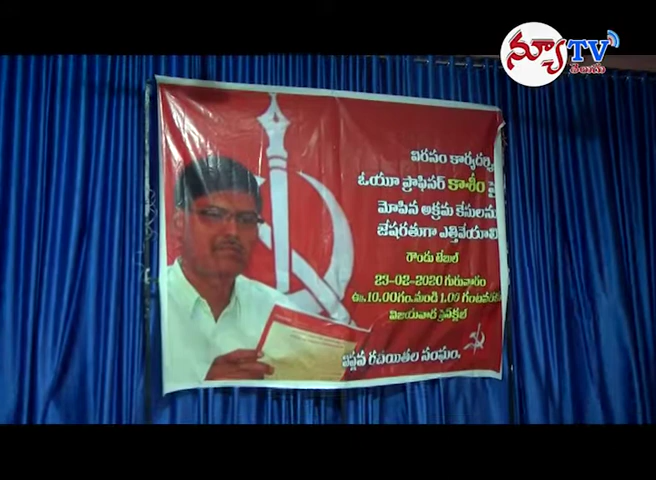 న్యూTV
తెలుగు
విరసం కార్యదర్శి
ఓయూ ప్రొఫెసర్ కాశీం పై
మోపిన అక్రమ కేసులను
బేషరతుగా ఎత్తివేయాలి
రౌండు టేబుల్
23-02-2020 గురువారం
ఉ. 10.00గం.నుండి 1.00 గంటవరకు
విజయవాడ ప్రెస్‌క్లబ్
విప్లవ రచయితల సంఘం.